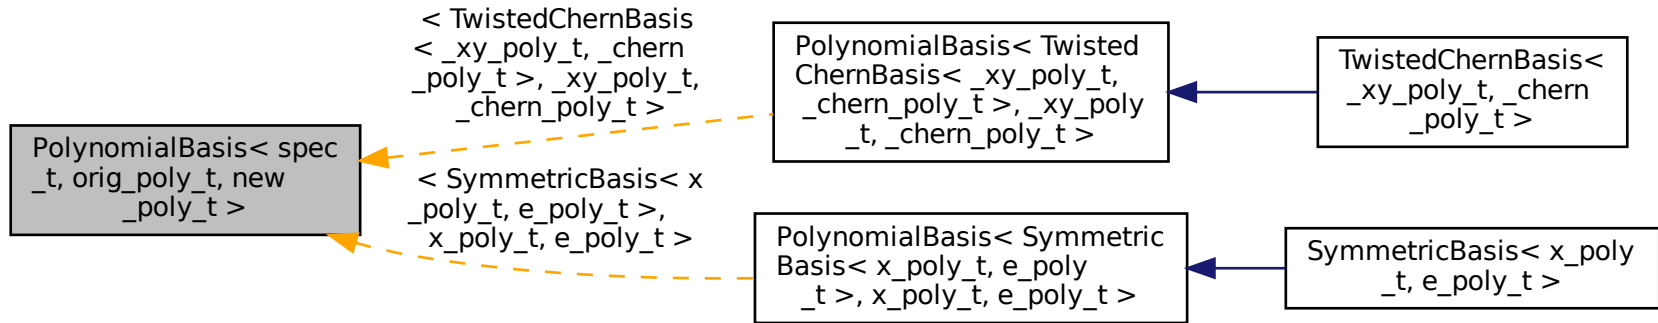 PolynomialBasis< spec
_t, orig_poly_t, new
_poly_t >
< TwistedChernBasis
< _xy_poly_t, _chern
_poly_t >, _xy_poly_t,
_chern_poly_t >
PolynomialBasis< Twisted
ChernBasis< _xy_poly_t,
_chern_poly_t >, _xy_poly
_t, _chern_poly_t >
TwistedChernBasis<
_xy_poly_t, _chern
_poly_t >
< SymmetricBasis< x
_poly_t, e_poly_t >,
x_poly_t, e_poly_t >
PolynomialBasis< Symmetric
Basis< x_poly_t, e_poly
_t >, x_poly_t, e_poly_t >
SymmetricBasis< x_poly
_t, e_poly_t >